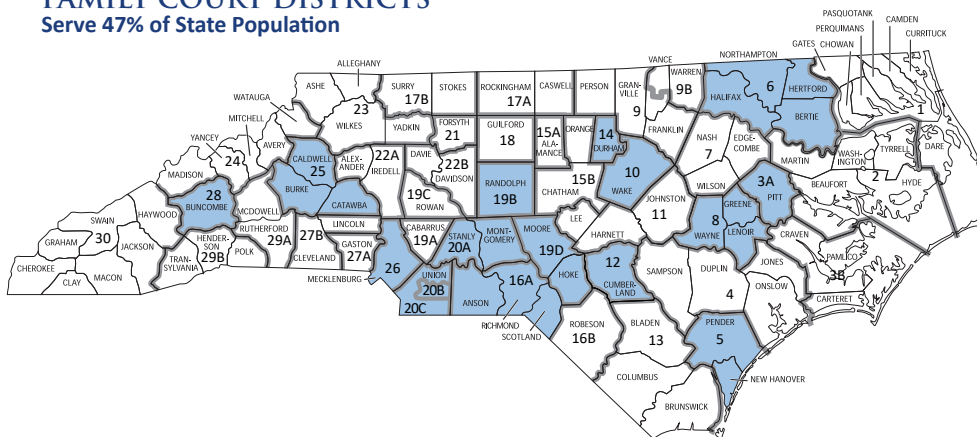 FAMILY COURT DISTRICTS
Serve 47% of State Population
PASQUOTANK
CAMDEN
PERQUIMANS
CURRITUCK
GATES
CHOWAN
ALLEGHANY
VANCE
NORTHAMPTON
ASHE
SURRY
17B
STOKES
ROCKINGHAM
17A
CASWELL
PERSON
GRAN-
VILLE
9
WARREN
9B
HALIFAX
6
HERTFORD
BERTIE
1
WATAUGA
23
WILKES
YADKIN
FORSYTH
21
GUILFORD
18
15A
ALA-
MANCE
ORANGE
14
DURHAM
FRANKLIN
NASH
7
EDGE-
COMBE
MARTIN
WASH-
INGTON
TYRRELL
DARE
MITCHELL
YANCEY
24
AVERY
MADISON
CALDWELL
25
ALEX-
ANDER
22A
IREDELL
DAVIE
22B
DAVIDSON
RANDOLPH
19B
CHATHAM
15B
10
WAKE
WILSON
3A
PITT
BEAUFORT
2
HYDE
28
BUNCOMBE
BURKE
CATAWBA
19C
ROWAN
JOHNSTON
11
8
WAYNE
GREENE
LENOIR
CRAVEN
SWAIN
HAYWOOD
MCDOWELL
RUTHERFORD
29A
LINCOLN
27B
CLEVELAND
GASTON
27A
CABARRUS
19A
STANLY
20A
MONT-
GOMERY
MOORE
19D
LEE
HARNETT
PAMLICO
3B
JONES
GRAHAM
30
JACKSON
HENDER-
SON
29B
POLK
TRAN-
SYLVANIA
CHEROKEE
CLAY
MACON
MECKLENBURG
26
UNION
20B
20C
ANSON
16A
HOKE
12
CUMBER-
LAND
SAMPSON
DUPLIN
4
ONSLOW
CARTERET
RICHMOND
SCOTLAND
ROBESON
16B
BLADEN
13
PENDER
5
COLUMBUS
NEW HANOVER
BRUNSWICK